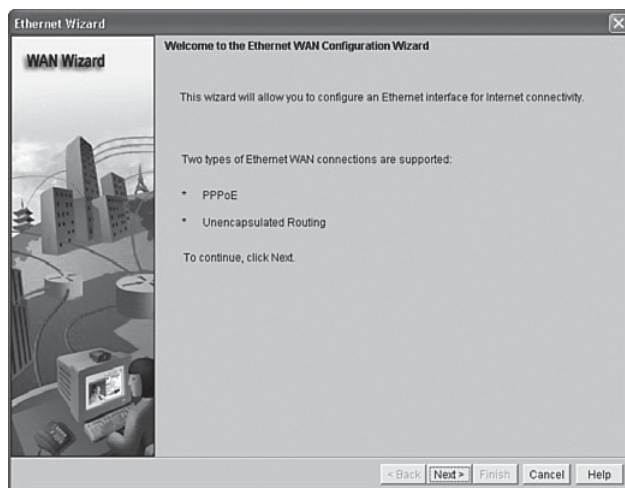 Ethernet Wizard
WAN Wizard
Welcome to the Ethernet WAN Configuration Wizard
This wizard will allow you to configure an Ethernet interface for Internet connectivity.
Two types of Ethernet WAN connections are supported:
* PPPoE
* Unencapsulated Routing
To continue, click Next.
< Back Next > Finish Cancel Help